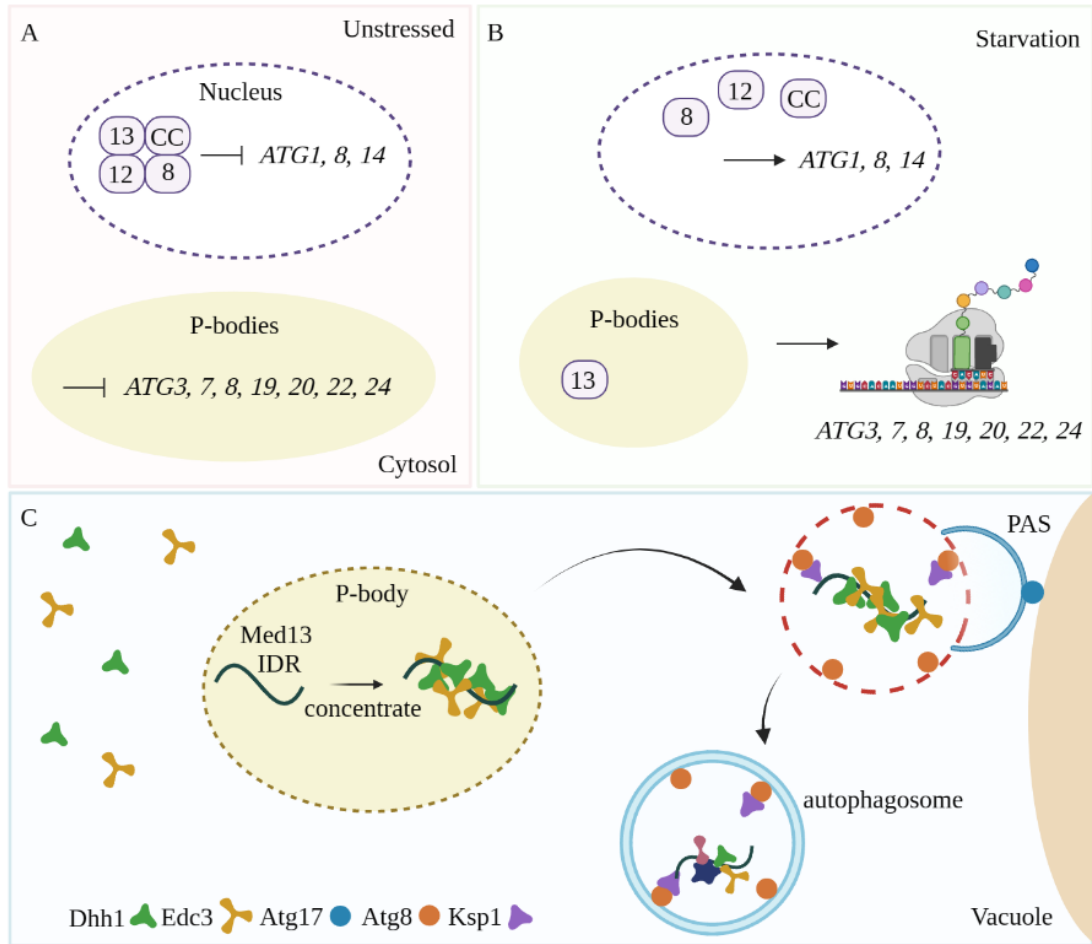 A
Unstressed
Nucleus
13 CC
12 8
ATG1, 8, 14
P-bodies
ATG3, 7, 8, 19, 20, 22, 24
Cytosol
B
Starvation
8 12 CC
ATG1, 8, 14
P-bodies
13
ATG3, 7, 8, 19, 20, 22, 24
C
P-body
Med13
IDR
concentrate
PAS
autophagosome
Vacuole
Dhh1 Edc3 Atg17 Atg8 Ksp1